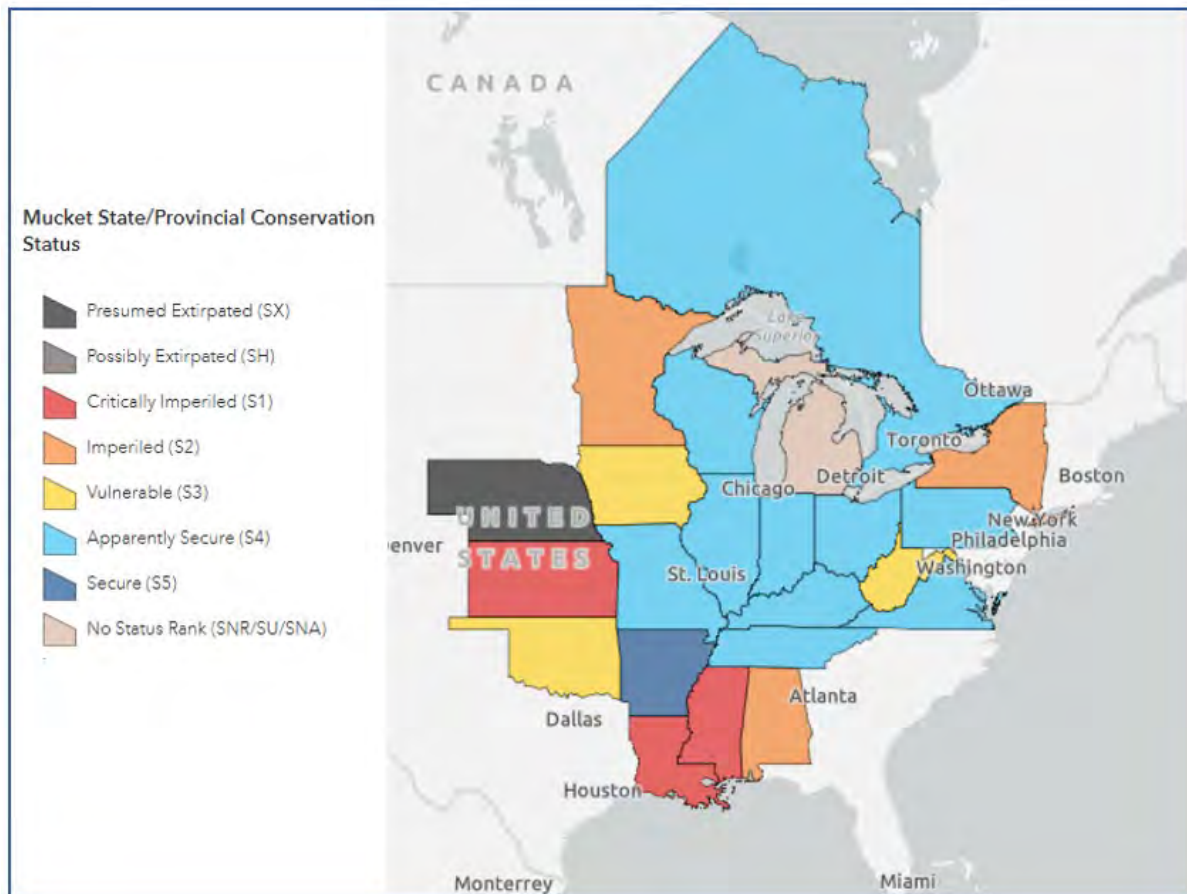 Mucket State/Provincial Conservation
Status
Presumed Extirpated (SX)
Possibly Extirpated (SH)
Critically Imperiled (S1)
Imperiled (S2)
Vulnerable (S3)
Apparently Secure (S4)
Secure (S5)
No Status Rank (SNR/SU/SNA)
CANADA
Lake
Superio
Ottawa
Toronto
Detroit
Boston
Chicago
New York
Philadelphia
UNITED
STATES
enver
St. Louis
Washington
Atlanta
Dallas
Houston
Monterrey
Miami